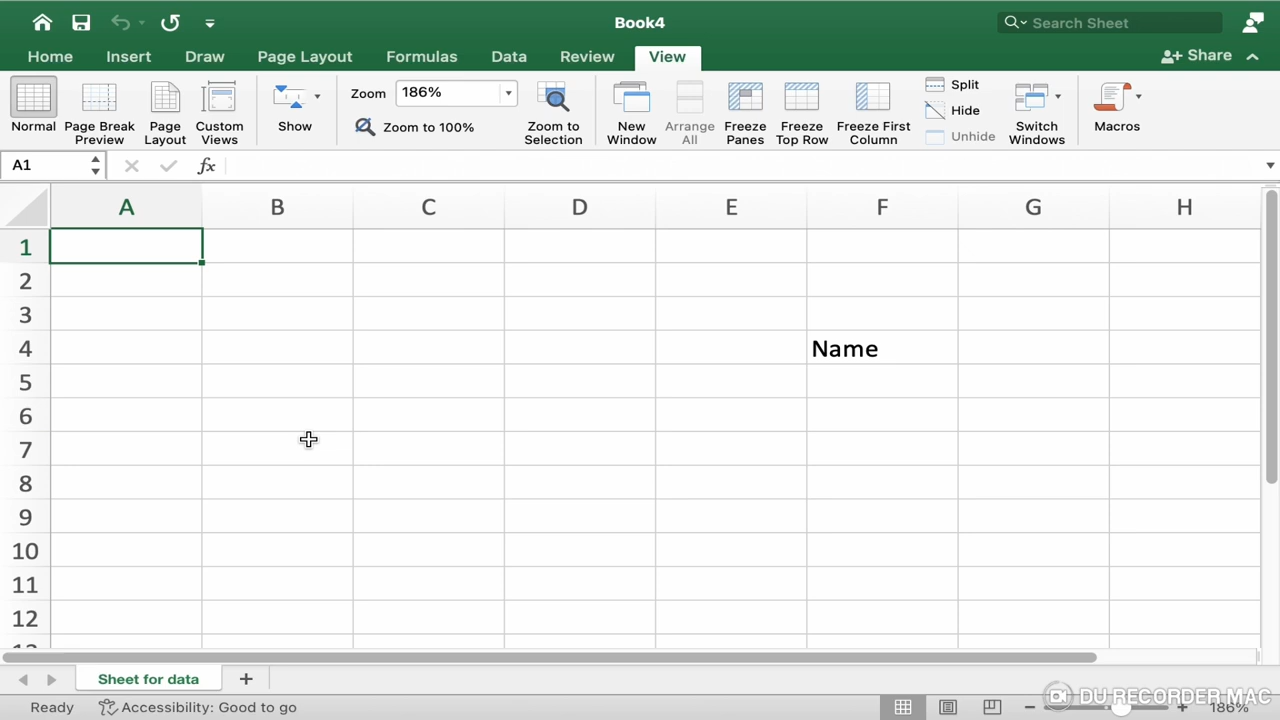 Book4
Search Sheet
Home Insert Draw Page Layout Formulas Data Review View Share
Normal
Page Break Preview
Page Layout
Custom Views
Show
Zoom 186%
Zoom to 100%
Zoom to Selection
New Window
Arrange All
Freeze Panes
Freeze Top Row
Freeze First Column
Split
Hide
Unhide
Switch Windows
Macros
A1 fx
A B C D E F G H
1
2
3
4 Name
5
6
7
8
9
10
11
12
Sheet for data +
Ready Accessibility: Good to go 186%
DU RECORDER MAC